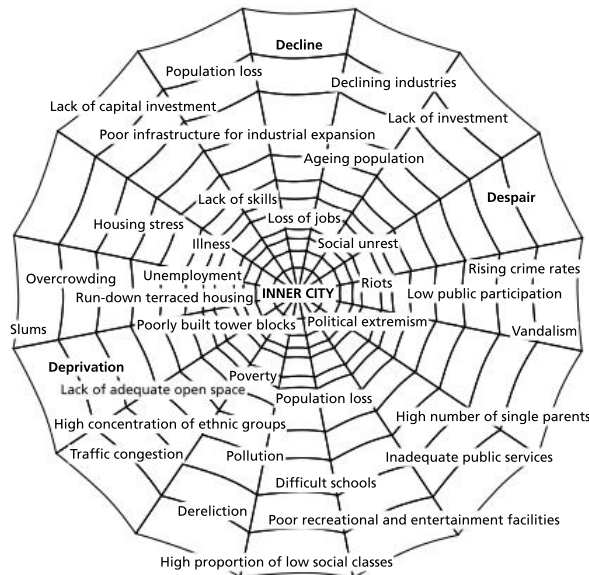 Decline
Population loss
Declining industries
Lack of capital investment
Lack of investment
Poor infrastructure for industrial expansion
Ageing population
Despair
Lack of skills
Loss of jobs
Housing stress
Illness
Social unrest
Rising crime rates
Overcrowding
Unemployment
Riots
Run-down terraced housing
INNER CITY
Low public participation
Slums
Poorly built tower blocks
Political extremism
Vandalism
Deprivation
Poverty
Lack of adequate open space
Population loss
High number of single parents
High concentration of ethnic groups
Traffic congestion
Pollution
Inadequate public services
Difficult schools
Dereliction
Poor recreational and entertainment facilities
High proportion of low social classes